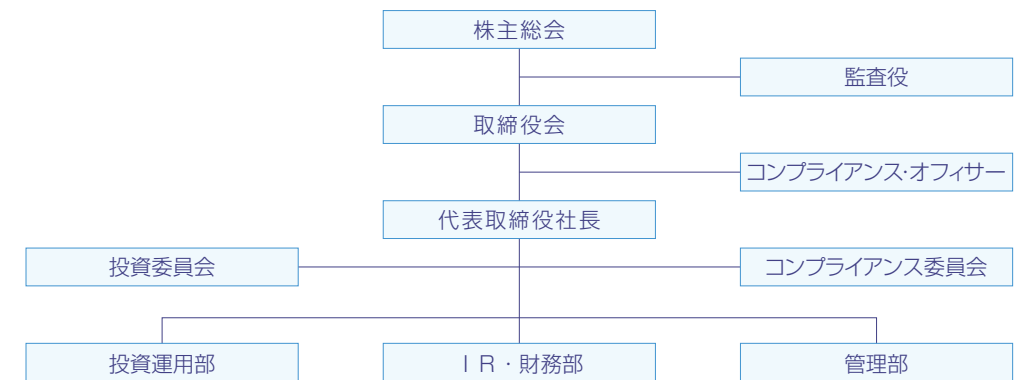 株主総会
監査役
取締役会
コンプライアンス・オフィサー
代表取締役社長
投資委員会
コンプライアンス委員会
投資運用部
ＩＲ・財務部
管理部